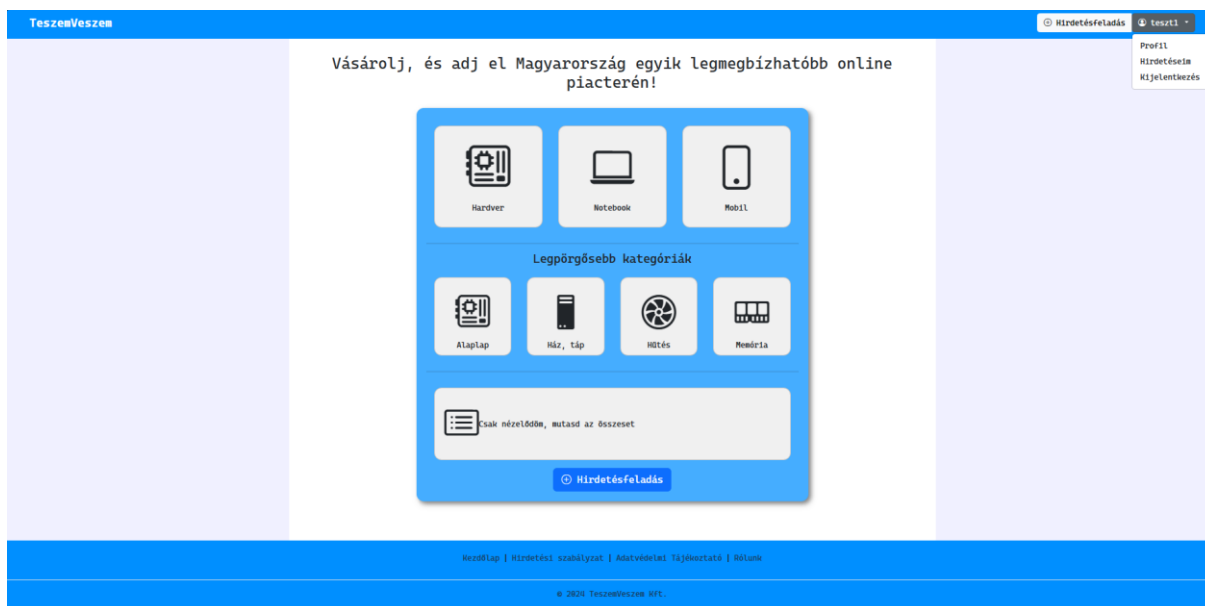 TeszemVeszem
Hirdetésfeladás
teszt1
Profil
Hirdetéseim
Kijelentkezés
Vásárolj, és adj el Magyarország egyik legmegbízhatóbb online
piacterén!
Hardver
Notebook
Mobil
Legpörgősebb kategóriák
Alaplap
Ház, táp
Hűtés
Memória
Csak nézelődöm, mutasd az összeset
Hirdetésfeladás
Kezdőlap | Hirdetési szabályzat | Adatvédelmi Tájékoztató | Rólunk
© 2024 TeszemVeszem Kft.